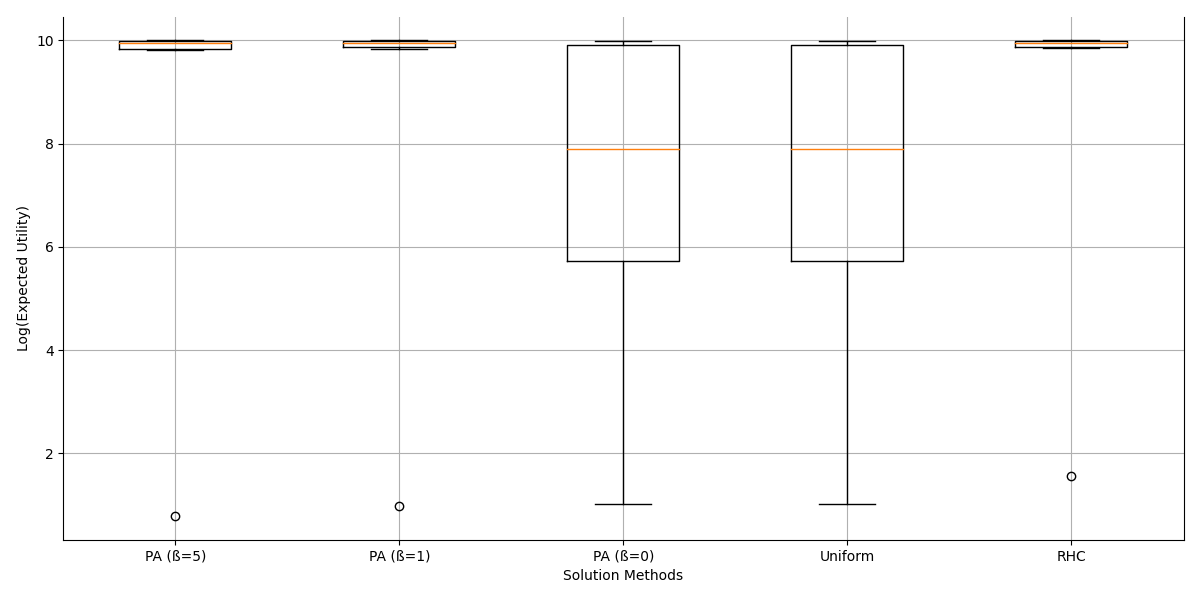 10
8
6
4
2
Log(Expected Utility)
PA (ß=5)
PA (ß=1)
PA (ß=0)
Uniform
RHC
Solution Methods